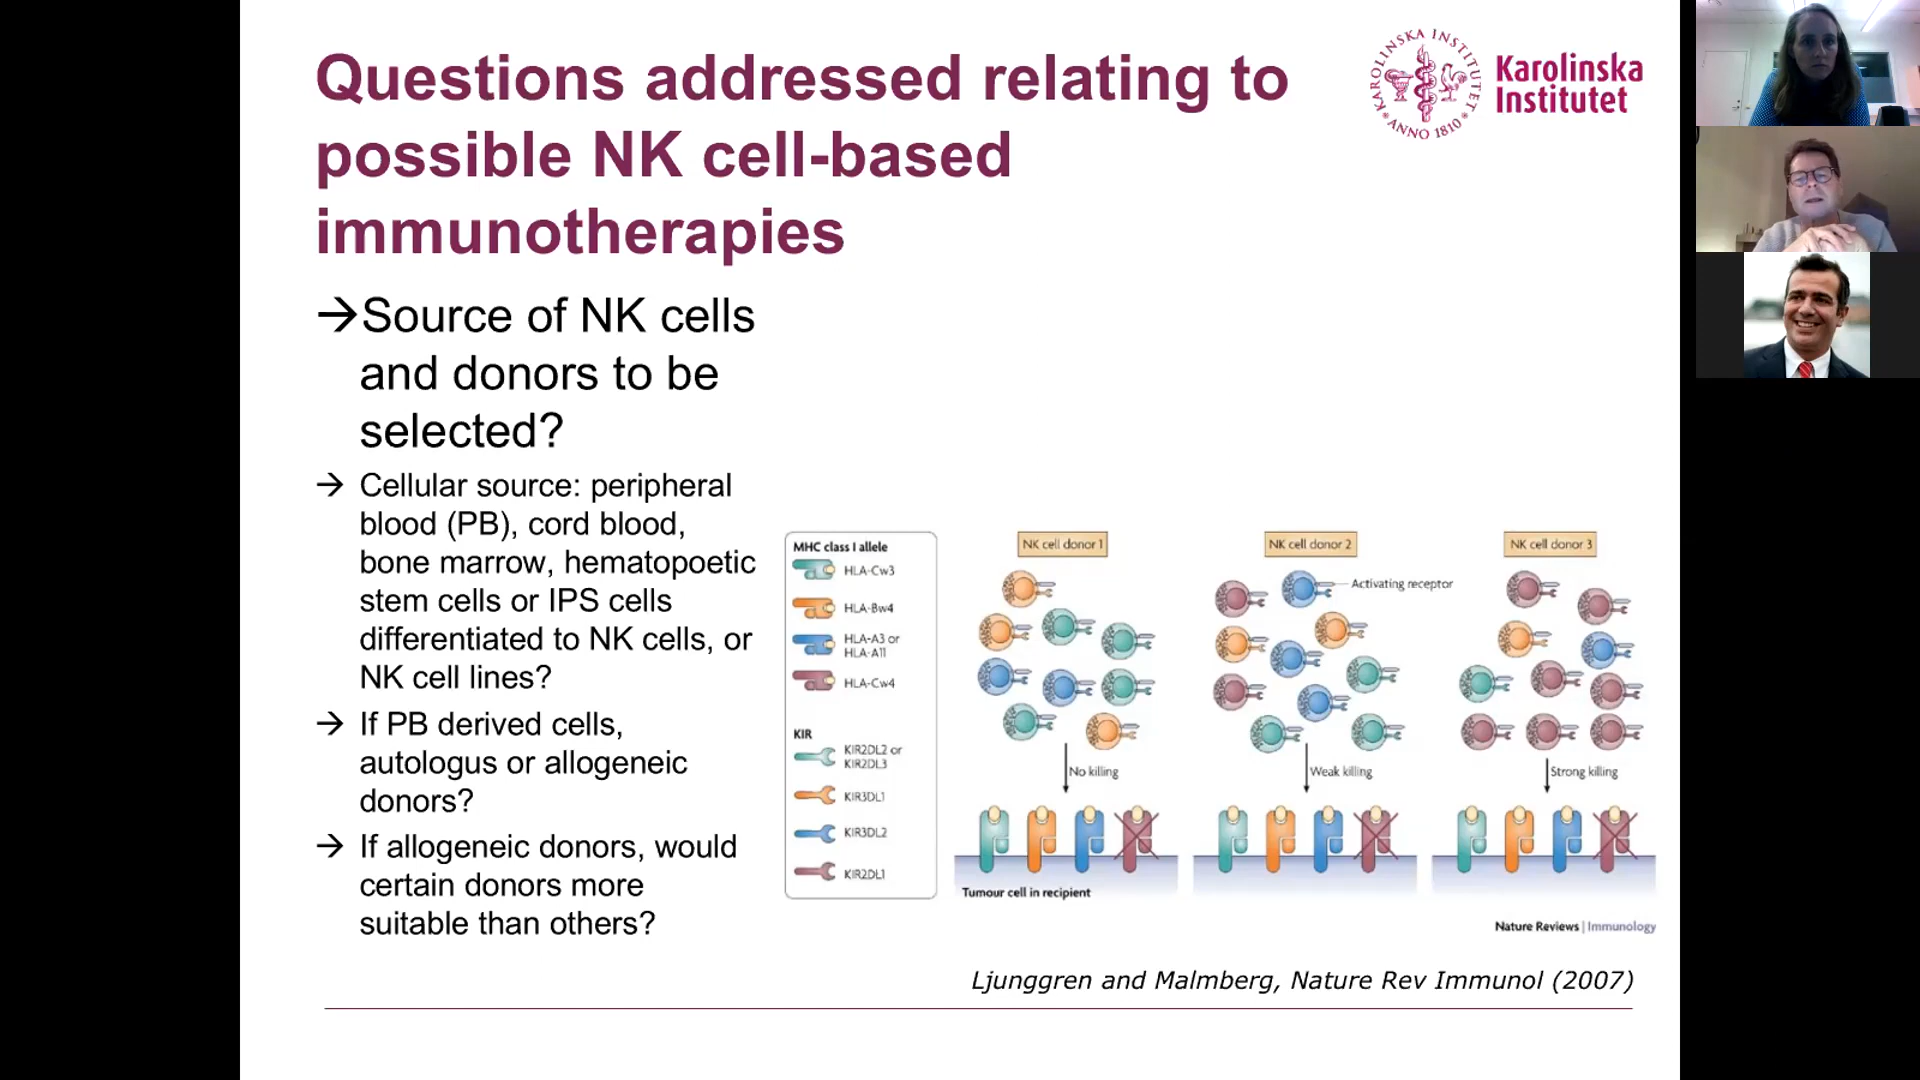 Questions addressed relating to
possible NK cell-based
immunotherapies
KAROLINSKA INSTITUTET
ANNO 1810
Karolinska
Institutet
→Source of NK cells
and donors to be
selected?
→ Cellular source: peripheral
blood (PB), cord blood,
bone marrow, hematopoetic
stem cells or IPS cells
differentiated to NK cells, or
NK cell lines?
→ If PB derived cells,
autologus or allogeneic
donors?
→ If allogeneic donors, would
certain donors more
suitable than others?
MHC class I allele
HLA-Cw3
HLA-Bw4
HLA-A3 or
HLA-A11
HLA-Cw4
KIR
KIR2DL2 or
KIR2DL3
KIR3DL1
KIR3DL2
KIR2DL1
NK cell donor 1
No killing
Tumour cell in recipient
NK cell donor 2
Activating receptor
Weak killing
NK cell donor 3
Strong killing
Nature Reviews | Immunology
Ljunggren and Malmberg, Nature Rev Immunol (2007)